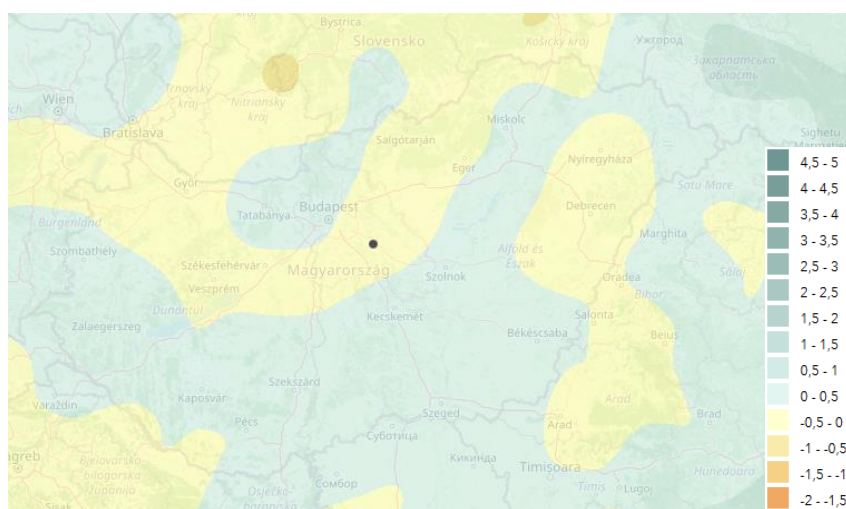 Bystrica
Slovensko
Košický kraj
Ужгород
Закарпатська
область
Wien
Trnavský
kraj
Nitriansky
kraj
Bratislava
Miskolc
Salgótarján
Sighetu
Marmației
Eger
Nyíregyháza
Győr
Satu Mare
Tatabánya
Budapest
Debrecen
Burgenland
Marghita
Szombathely
Székesfehérvár
Magyarország
Alföld és
Észak
Szolnok
Oradea
Sălaj
Veszprém
Bihor
Dunántúl
Kecskemét
Salonta
Zalaegerszeg
Békéscsaba
Beiuș
Szekszárd
Kaposvár
Arad
Varaždin
Pécs
Szeged
Arad
Brad
Суботица
Zagreb
Bjelovarsko
bilogorska
županija
Кикинда
Timișoara
Hunedoara
Sisak
Osječko-
baranjska
Сомбор
Timiș
Lugoj
4,5 - 5
4 - 4,5
3,5 - 4
3 - 3,5
2,5 - 3
2 - 2,5
1,5 - 2
1 - 1,5
0,5 - 1
0 - 0,5
-0,5 - 0
-1 - -0,5
-1,5 - -1
-2 - -1,5